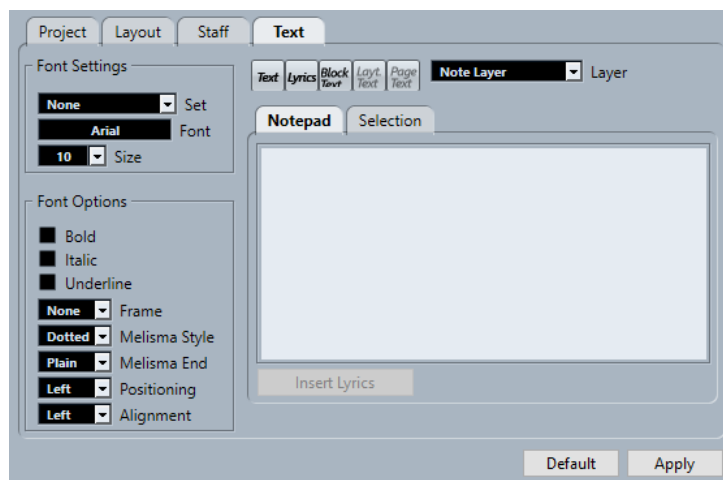 Project Layout Staff Text
Font Settings
None Set
Arial Font
10 Size
Font Options
Bold
Italic
Underline
None Frame
Dotted Melisma Style
Plain Melisma End
Left Positioning
Left Alignment
Text Lyrics Block Text Layt. Text Page Text Note Layer Layer
Notepad Selection
Insert Lyrics
Default Apply